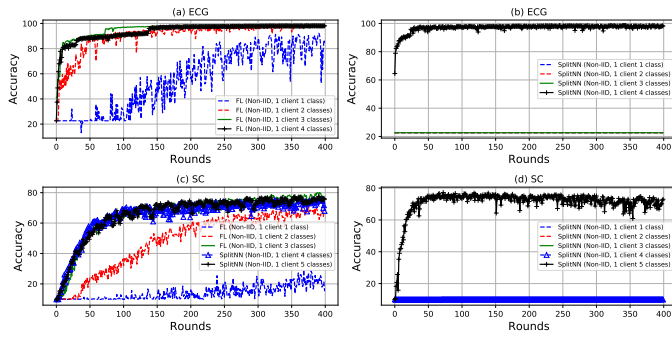 (a) ECG
100
80
60
40
20
Accuracy
FL (Non-IID, 1 client 1 class)
FL (Non-IID, 1 client 2 classes)
FL (Non-IID, 1 client 3 classes)
FL (Non-IID, 1 client 4 classes)
0 50 100 150 200 250 300 350 400
Rounds
(b) ECG
100
80
60
40
20
Accuracy
SplitNN (Non-IID, 1 client 1 class)
SplitNN (Non-IID, 1 client 2 classes)
SplitNN (Non-IID, 1 client 3 classes)
SplitNN (Non-IID, 1 client 4 classes)
0 50 100 150 200 250 300 350 400
Rounds
(c) SC
80
60
40
20
Accuracy
FL (Non-IID, 1 client 1 class)
FL (Non-IID, 1 client 2 classes)
FL (Non-IID, 1 client 3 classes)
SplitNN (Non-IID, 1 client 4 classes)
SplitNN (Non-IID, 1 client 5 classes)
0 50 100 150 200 250 300 350 400
Rounds
(d) SC
80
60
40
20
Accuracy
SplitNN (Non-IID, 1 client 1 class)
SplitNN (Non-IID, 1 client 2 classes)
SplitNN (Non-IID, 1 client 3 classes)
SplitNN (Non-IID, 1 client 4 classes)
SplitNN (Non-IID, 1 client 5 classes)
0 50 100 150 200 250 300 350 400
Rounds